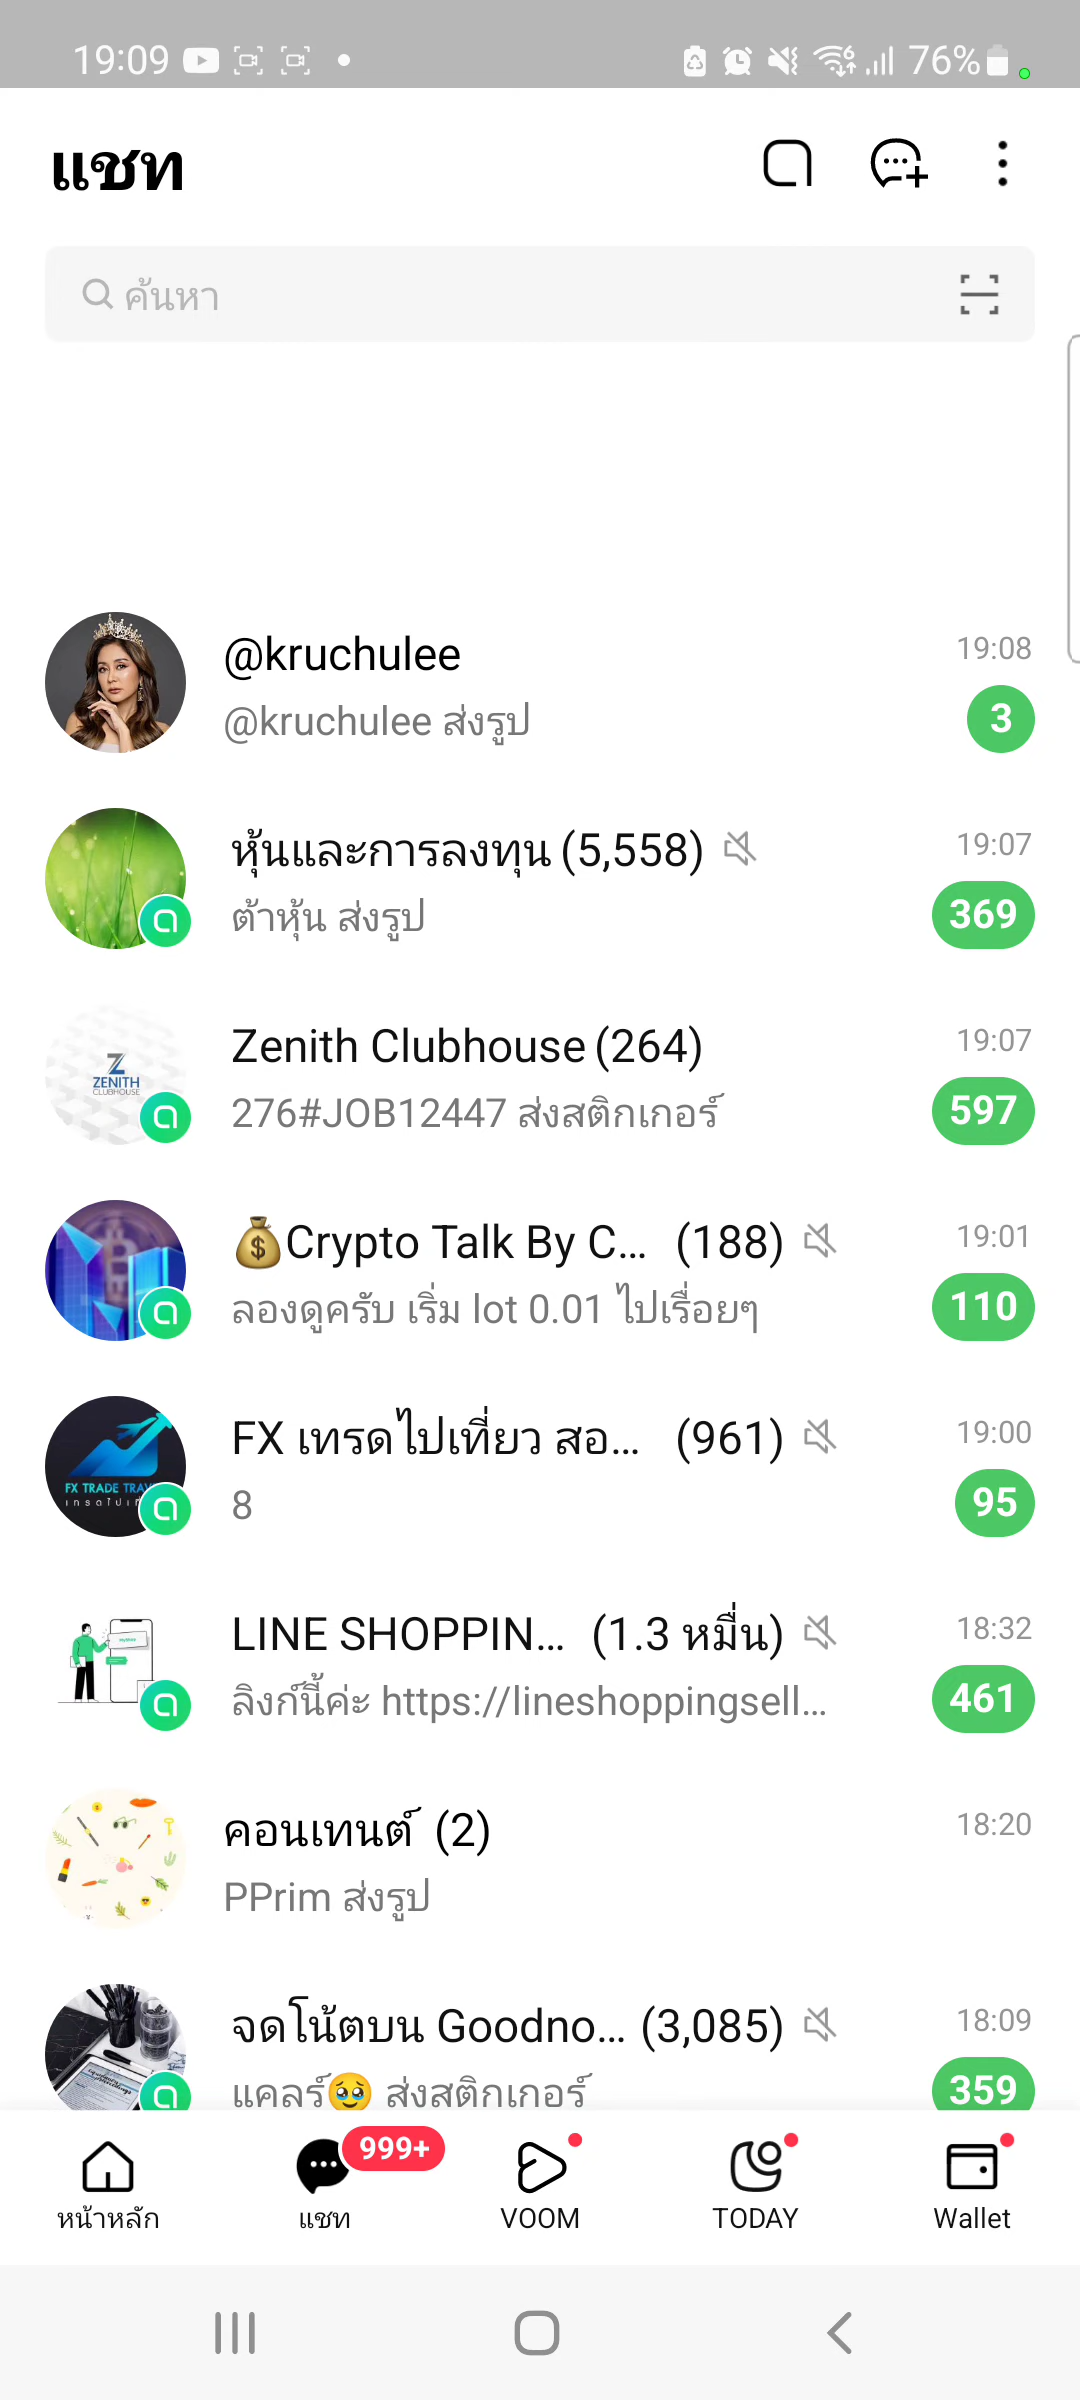 19:09
76%
แชท
ค้นหา
@kruchulee
19:08
@kruchulee ส่งรูป
3
หุ้นและการลงทุน (5,558)
19:07
ต้าหุ้น ส่งรูป
369
ZENITH
CLUBHOUSE
Zenith Clubhouse (264)
19:07
276#JOB12447 ส่งสติกเกอร์
597
💰Crypto Talk By C... (188)
19:01
ลองดูครับ เริ่ม lot 0.01 ไปเรื่อยๆ
110
FX TRADE TRAV
FX เทรดไปเที่ยว สอ... (961)
19:00
8
95
LINE SHOPPIN... (1.3 หมื่น)
18:32
ลิงก์นี้ค่ะ https://lineshoppingsell...
461
คอนเทนต์ (2)
18:20
PPrim ส่งรูป
จดโน้ตบน Goodno... (3,085)
18:09
แคลร์🥹 ส่งสติกเกอร์
359
999+
หน้าหลัก
แชท
VOOM
TODAY
Wallet